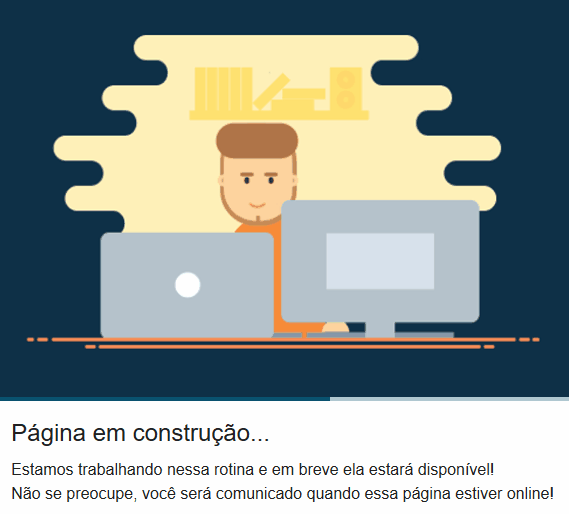 Página em construção...
Estamos trabalhando nessa rotina e em breve ela estará disponível!
Não se preocupe, você será comunicado quando essa página estiver online!